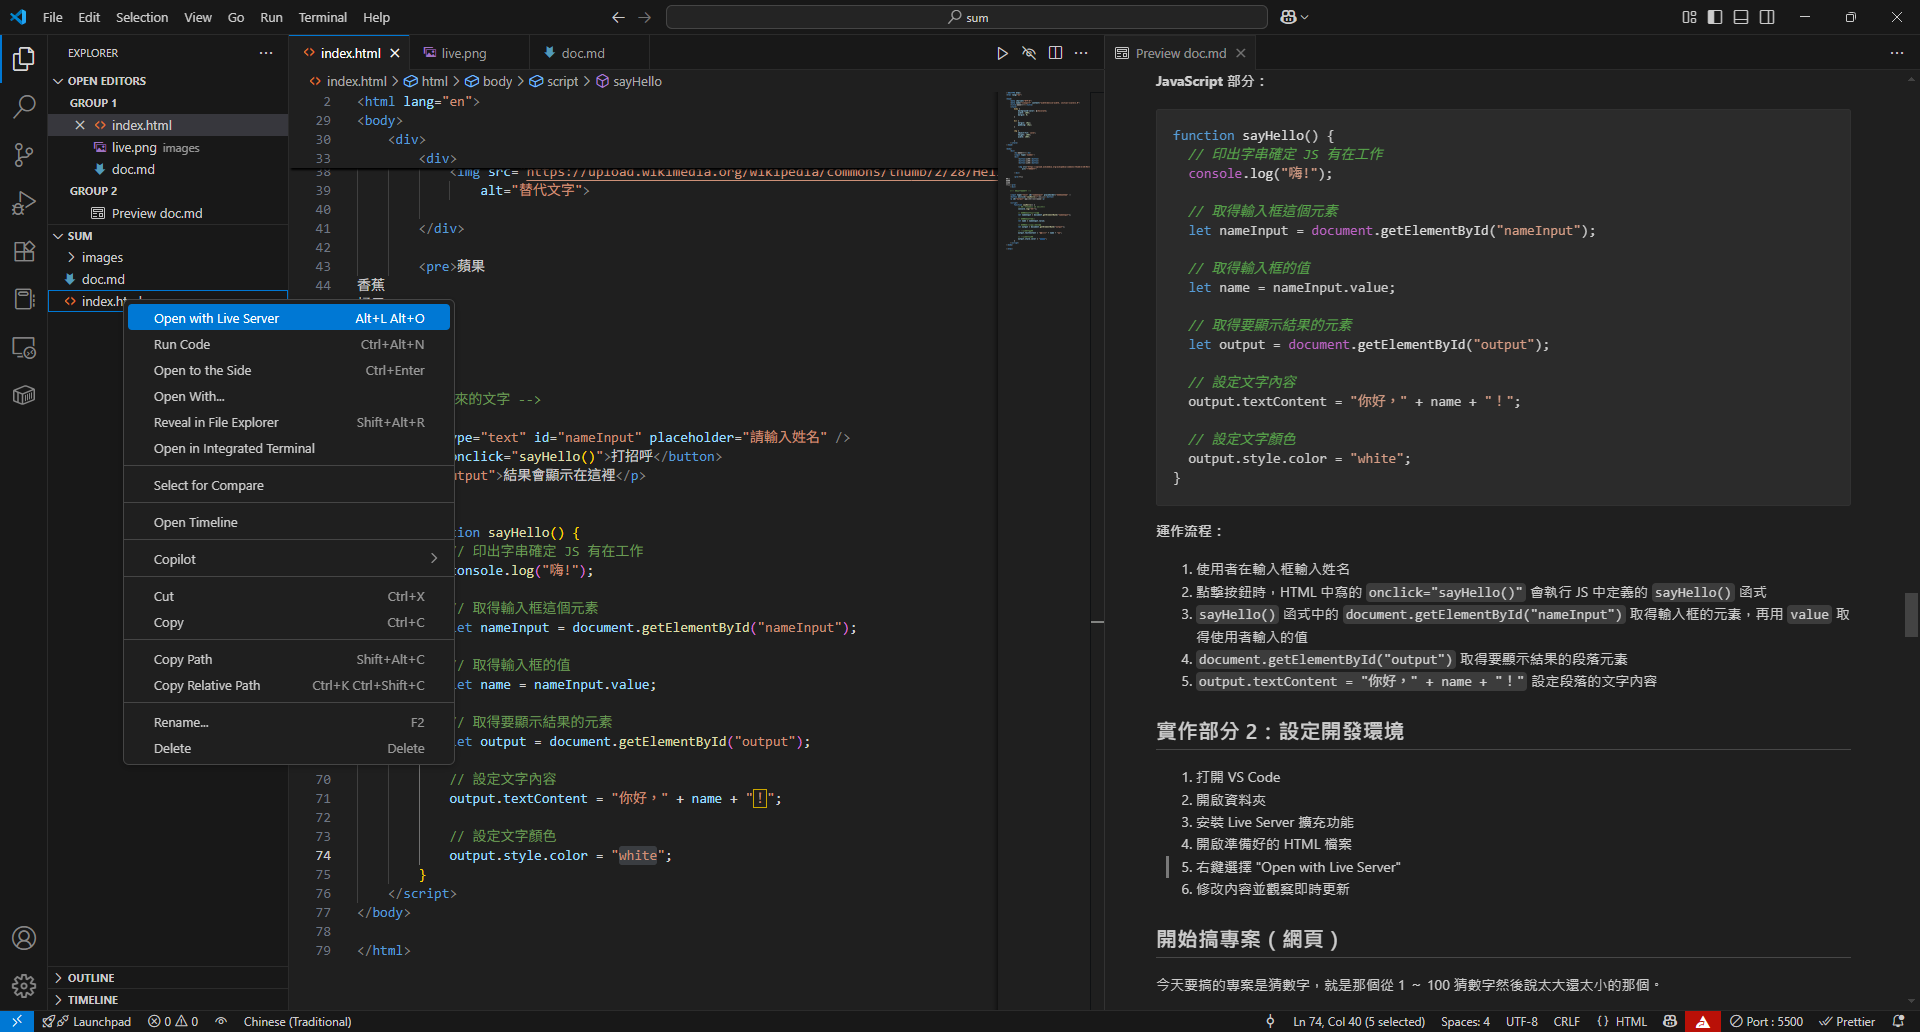 File Edit Selection View Go Run Terminal Help
sum
EXPLORER
OPEN EDITORS
GROUP 1
index.html
live.png images
doc.md
GROUP 2
Preview doc.md
SUM
images
doc.md
index.ht
Open with Live Server Alt+L Alt+O
Run Code Ctrl+Alt+N
Open to the Side Ctrl+Enter
Open With...
Reveal in File Explorer Shift+Alt+R
Open in Integrated Terminal
Select for Compare
Open Timeline
Copilot
Cut Ctrl+X
Copy Ctrl+C
Copy Path Shift+Alt+C
Copy Relative Path Ctrl+K Ctrl+Shift+C
Rename... F2
Delete Delete
OUTLINE
TIMELINE
index.html live.png doc.md
index.html > html > body > script > sayHello
2 <html lang="en">
29 <body>
30 <div>
33 <div>
38 <img src="https://upload.wikimedia.org/wikipedia/commons/thumb/2/28/Hel
39 alt="替代文字">
40
41 </div>
42
43 <pre>蘋果
44 香蕉
來的文字 -->
ype="text" id="nameInput" placeholder="請輸入姓名" />
onclick="sayHello()">打招呼</button>
tput">結果會顯示在這裡</p>
tion sayHello() {
// 印出字串確定 JS 有在工作
onsole.log("嗨!");
// 取得輸入框這個元素
et nameInput = document.getElementById("nameInput");
// 取得輸入框的值
et name = nameInput.value;
// 取得要顯示結果的元素
et output = document.getElementById("output");
70 // 設定文字內容
71 output.textContent = "你好，" + name + "！";
72
73 // 設定文字顏色
74 output.style.color = "white";
75 }
76 </script>
77 </body>
78
79 </html>
Preview doc.md
JavaScript 部分：
function sayHello() {
// 印出字串確定 JS 有在工作
console.log("嗨!");
// 取得輸入框這個元素
let nameInput = document.getElementById("nameInput");
// 取得輸入框的值
let name = nameInput.value;
// 取得要顯示結果的元素
let output = document.getElementById("output");
// 設定文字內容
output.textContent = "你好，" + name + "！";
// 設定文字顏色
output.style.color = "white";
}
運作流程：
1. 使用者在輸入框輸入姓名
2. 點擊按鈕時，HTML 中寫的 onclick="sayHello()" 會執行 JS 中定義的 sayHello() 函式
3. sayHello() 函式中的 document.getElementById("nameInput") 取得輸入框的元素，再用 value 取
得使用者輸入的值
4. document.getElementById("output") 取得要顯示結果的段落元素
5. output.textContent = "你好，" + name + "！" 設定段落的文字內容
實作部分 2：設定開發環境
1. 打開 VS Code
2. 開啟資料夾
3. 安裝 Live Server 擴充功能
4. 開啟準備好的 HTML 檔案
5. 右鍵選擇 "Open with Live Server"
6. 修改內容並觀察即時更新
開始搞專案（網頁）
今天要搞的專案是猜數字，就是那個從 1 ~ 100 猜數字然後說太大還太小的那個。
Launchpad 0 0 Chinese (Traditional) Ln 74, Col 40 (5 selected) Spaces: 4 UTF-8 CRLF {} HTML Port : 5500 Prettier